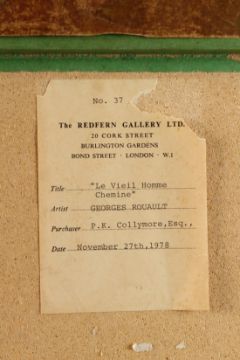 No. 37
The REDFERN GALLERY LTD.
20 CORK STREET
BURLINGTON GARDENS
BOND STREET · LONDON · W.1
Title "Le Vieil Homme
Chemine"
Artist GEORGES ROUAULT
Purchaser P.K. Collymore, Esq.,
Date November 27th, 1978